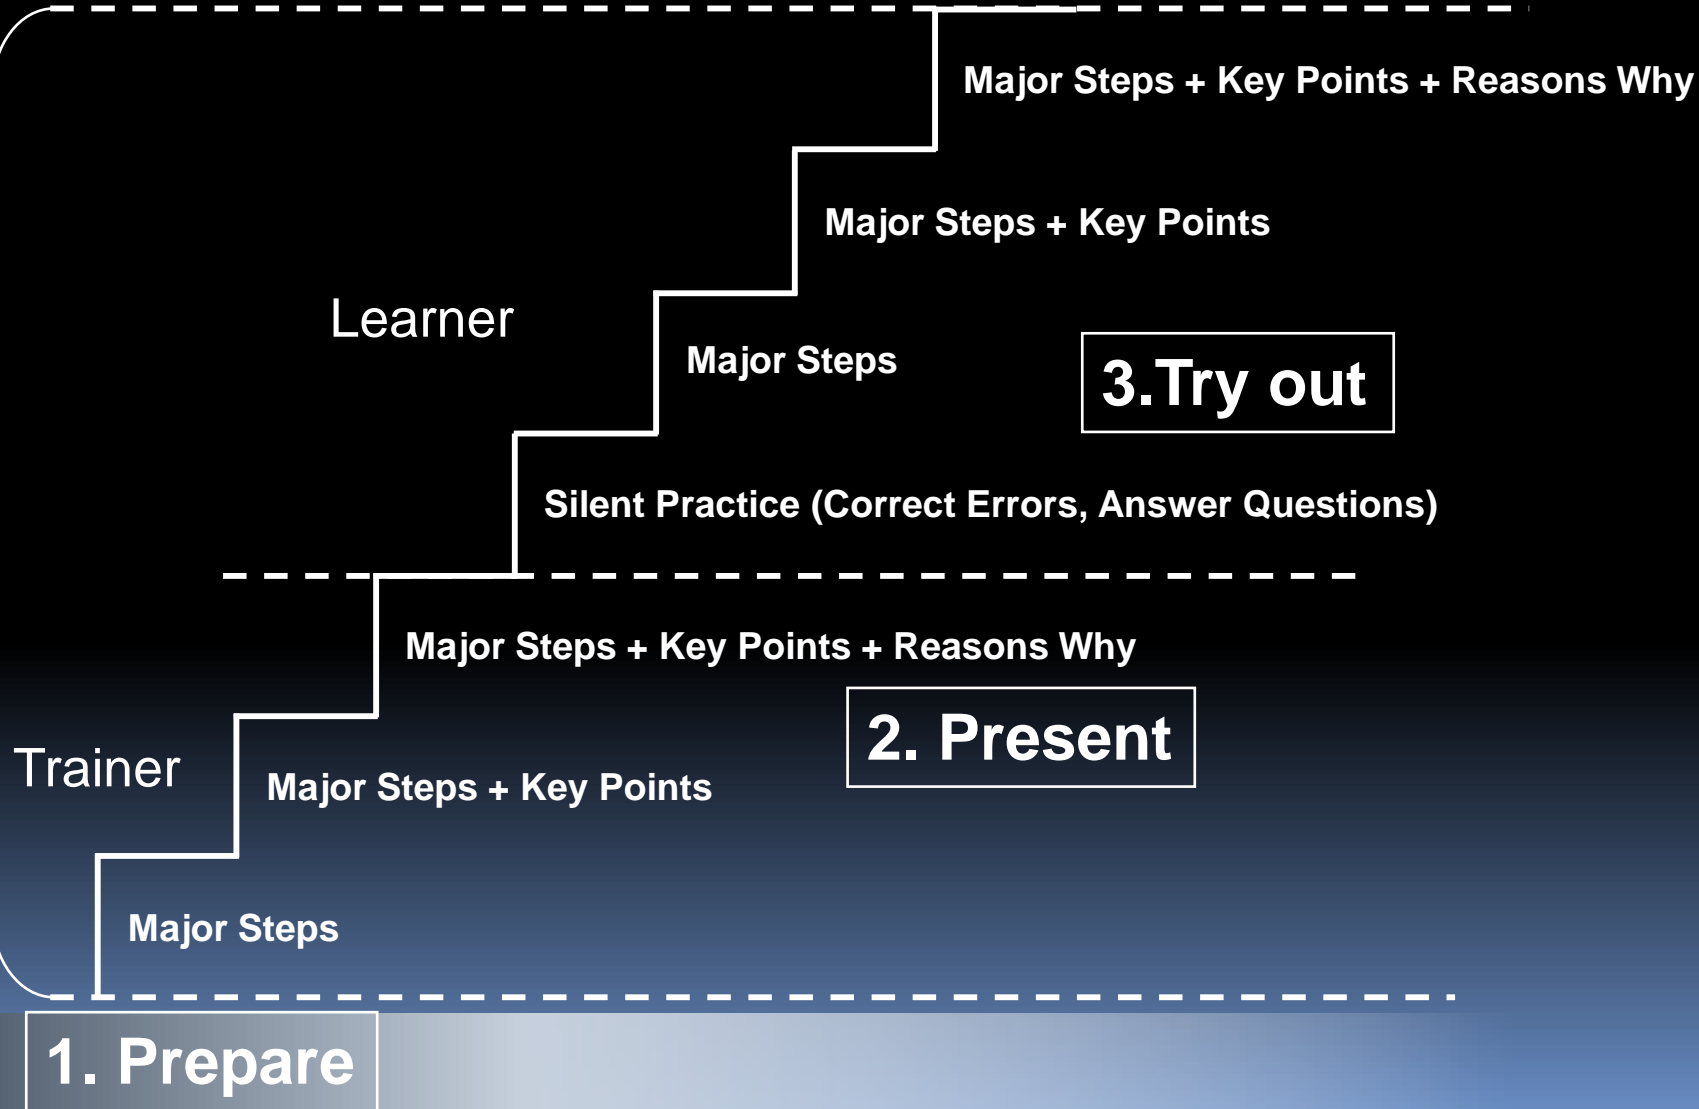 Major Steps + Key Points + Reasons Why
Major Steps + Key Points
Learner
Major Steps
3.Try out
Silent Practice (Correct Errors, Answer Questions)
Major Steps + Key Points + Reasons Why
2. Present
Trainer
Major Steps + Key Points
Major Steps
1. Prepare